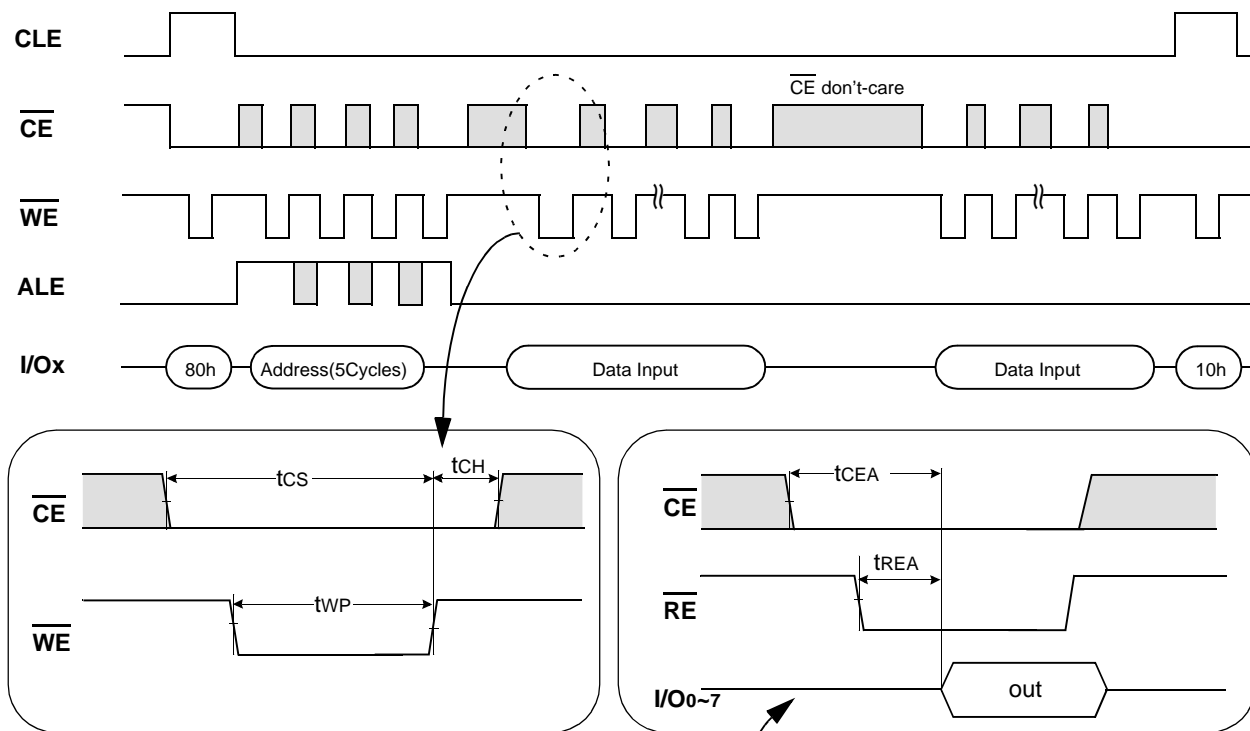 CLE
CE don't-care
CE
WE
ALE
I/Ox
80h
Address(5Cycles)
Data Input
Data Input
10h
tCS
tCH
CE
tWP
WE
tCEA
CE
tREA
RE
I/O0~7
out